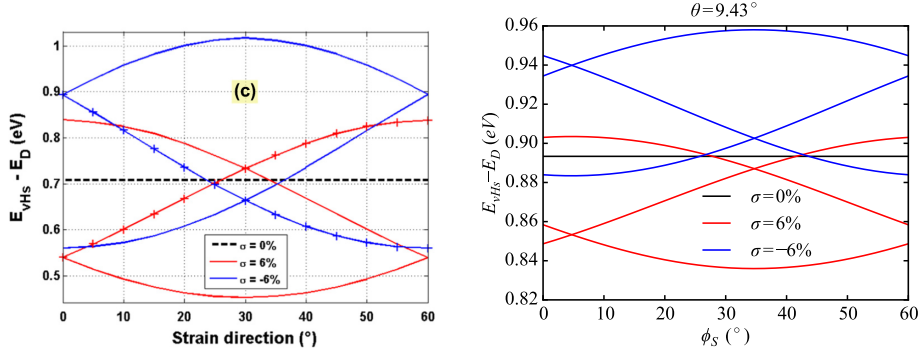 (c)
E_vHs - E_D (eV)
1
0.9
0.8
0.7
0.6
0.5
σ = 0%
σ = 6%
σ = -6%
0 10 20 30 40 50 60
Strain direction (°)
θ=9.43°
E_vHs−E_D (eV)
0.96
0.94
0.92
0.90
0.88
0.86
0.84
0.82
σ=0%
σ=6%
σ=−6%
0 10 20 30 40 50 60
ϕ_S (°)